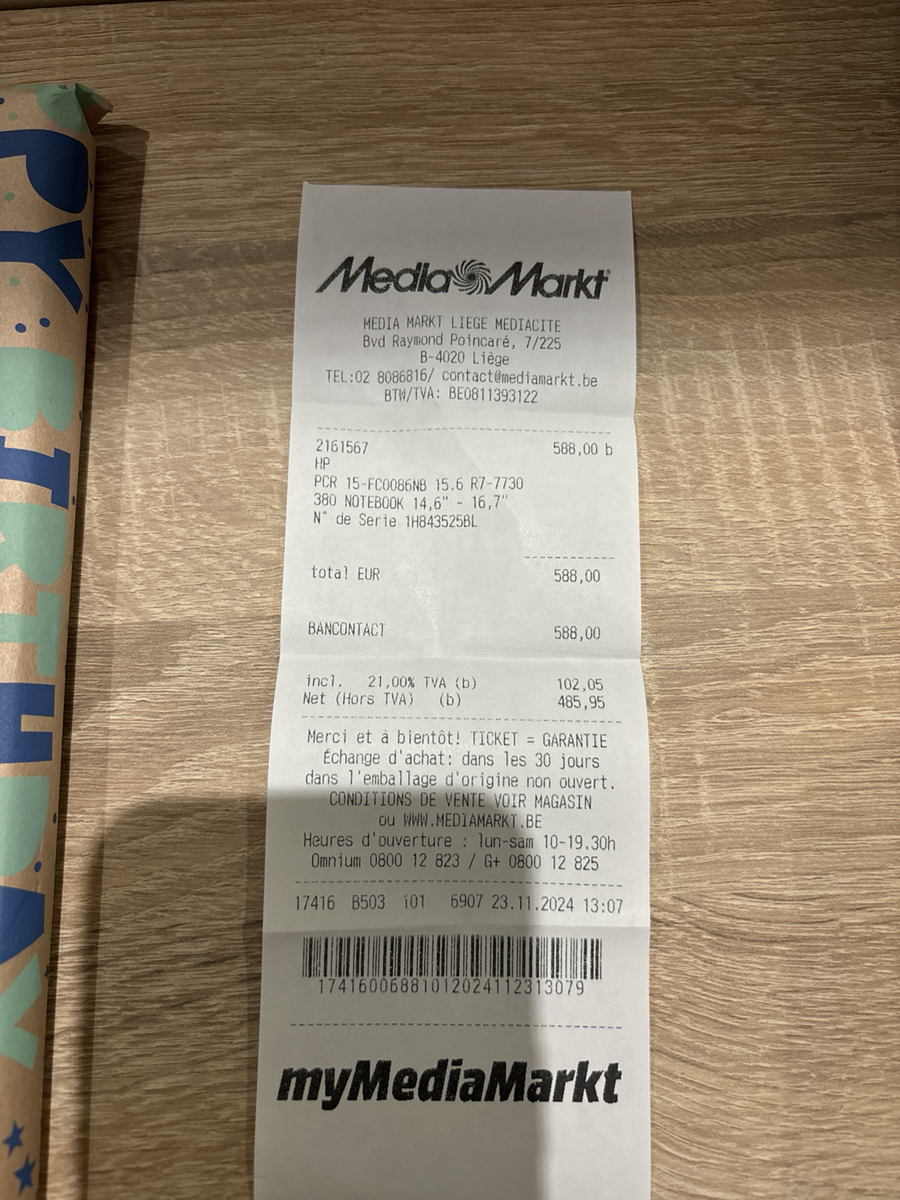 PY BIRTHDAY
Media Markt
MEDIA MARKT LIEGE MEDIACITE
Bvd Raymond Poincaré, 7/225
B-4020 Liège
TEL:02 8086816/ contact@mediamarkt.be
BTW/TVA: BE0811393122
2161567 588,00 b
HP
PCR 15-FC0086NB 15.6 R7-7730
380 NOTEBOOK 14,6" - 16,7"
N° de Serie 1H843525BL
total EUR 588,00
BANCONTACT 588,00
incl. 21,00% TVA (b) 102,05
Net (Hors TVA) (b) 485,95
Merci et à bientôt! TICKET = GARANTIE
Échange d'achat: dans les 30 jours
dans l'emballage d'origine non ouvert.
CONDITIONS DE VENTE VOIR MAGASIN
ou WWW.MEDIAMARKT.BE
Heures d'ouverture : lun-sam 10-19.30h
Omnium 0800 12 823 / G+ 0800 12 825
17416 B503 101 6907 23.11.2024 13:07
17416006881012024112313079
myMediaMarkt